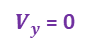 V_y = 0